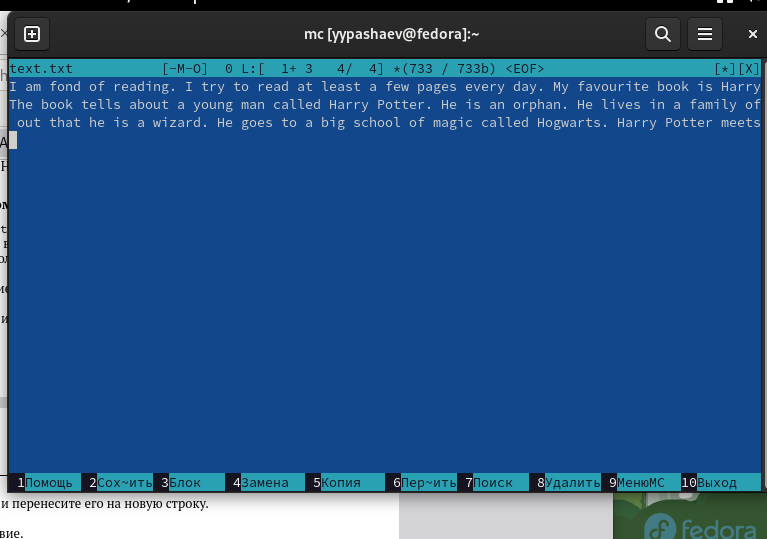 mc [yypashaev@fedora]:~
text.txt [-M-O] 0 L:[ 1+ 3 4/ 4] *(733 / 733b) <EOF> [*][X]
I am fond of reading. I try to read at least a few pages every day. My favourite book is Harry
The book tells about a young man called Harry Potter. He is an orphan. He lives in a family of
out that he is a wizard. He goes to a big school of magic called Hogwarts. Harry Potter meets
1Помощь 2Сох~ить 3Блок 4Замена 5Копия 6Пер~ить 7Поиск 8Удалить 9МенюMC 10Выход
и перенесите его на новую строку.
вие.
fedora